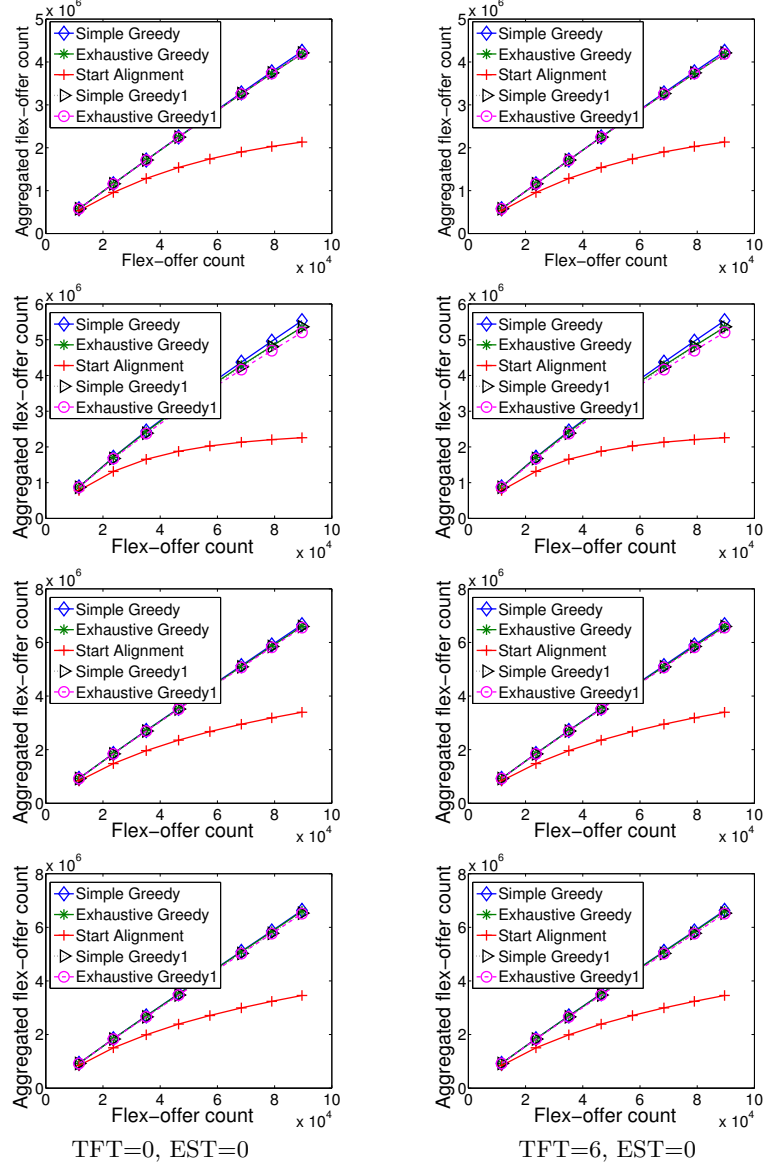 x 10^6
Aggregated flex-offer count
5
4
3
2
1
0
Simple Greedy
Exhaustive Greedy
Start Alignment
Simple Greedy1
Exhaustive Greedy1
0 2 4 6 8 10
Flex-offer count
x 10^4
x 10^6
Aggregated flex-offer count
5
4
3
2
1
0
Simple Greedy
Exhaustive Greedy
Start Alignment
Simple Greedy1
Exhaustive Greedy1
0 2 4 6 8 10
Flex-offer count
x 10^4
x 10^6
Aggregated flex-offer count
6
5
4
3
2
1
0
Simple Greedy
Exhaustive Greedy
Start Alignment
Simple Greedy1
Exhaustive Greedy1
0 2 4 6 8 10
Flex-offer count
x 10^4
x 10^6
Aggregated flex-offer count
6
5
4
3
2
1
0
Simple Greedy
Exhaustive Greedy
Start Alignment
Simple Greedy1
Exhaustive Greedy1
0 2 4 6 8 10
Flex-offer count
x 10^4
x 10^6
Aggregated flex-offer count
8
6
4
2
0
Simple Greedy
Exhaustive Greedy
Start Alignment
Simple Greedy1
Exhaustive Greedy1
0 2 4 6 8 10
Flex-offer count
x 10^4
x 10^6
Aggregated flex-offer count
8
6
4
2
0
Simple Greedy
Exhaustive Greedy
Start Alignment
Simple Greedy1
Exhaustive Greedy1
0 2 4 6 8 10
Flex-offer count
x 10^4
x 10^6
Aggregated flex-offer count
8
6
4
2
0
Simple Greedy
Exhaustive Greedy
Start Alignment
Simple Greedy1
Exhaustive Greedy1
0 2 4 6 8 10
Flex-offer count
x 10^4
x 10^6
Aggregated flex-offer count
8
6
4
2
0
Simple Greedy
Exhaustive Greedy
Start Alignment
Simple Greedy1
Exhaustive Greedy1
0 2 4 6 8 10
Flex-offer count
x 10^4
TFT=0, EST=0
TFT=6, EST=0